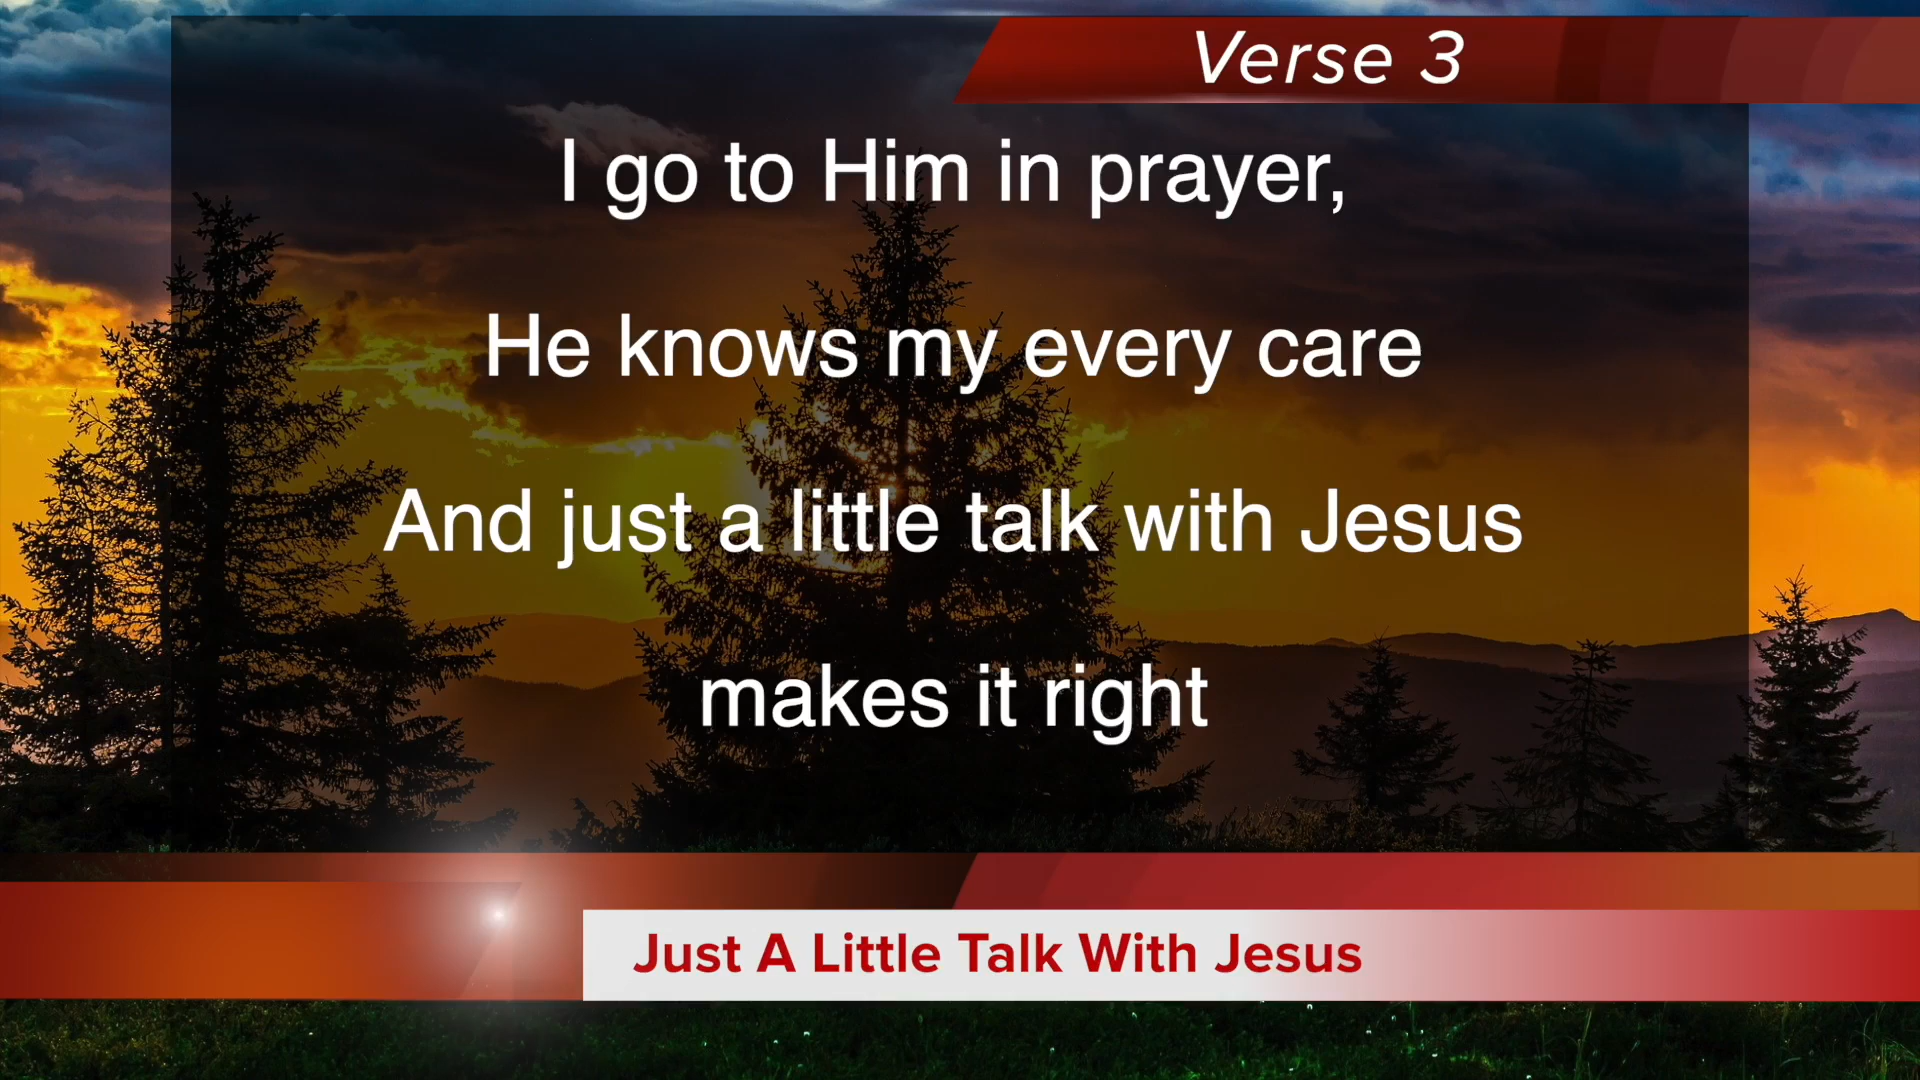 Verse 3
I go to Him in prayer,
He knows my every care
And just a little talk with Jesus
makes it right
Just A Little Talk With Jesus